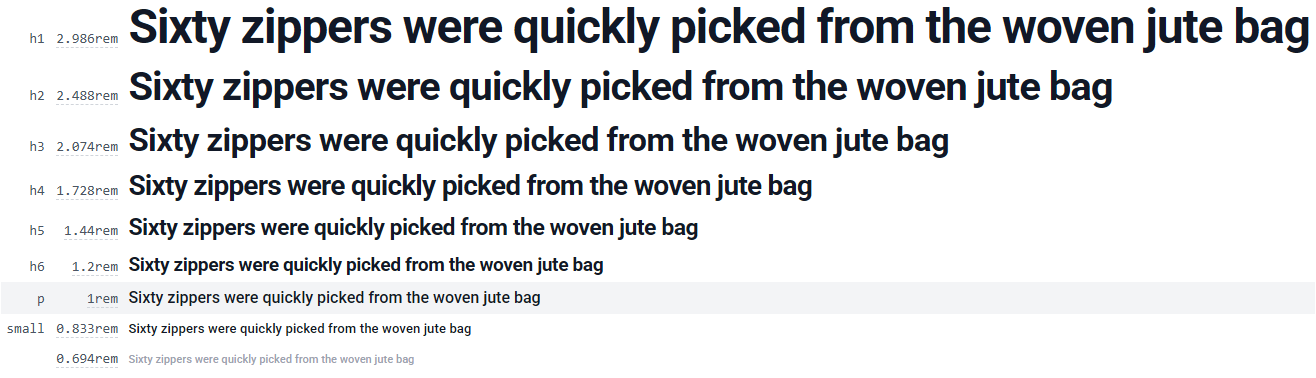 h1 2.986rem Sixty zippers were quickly picked from the woven jute bag
h2 2.488rem Sixty zippers were quickly picked from the woven jute bag
h3 2.074rem Sixty zippers were quickly picked from the woven jute bag
h4 1.728rem Sixty zippers were quickly picked from the woven jute bag
h5 1.44rem Sixty zippers were quickly picked from the woven jute bag
h6 1.2rem Sixty zippers were quickly picked from the woven jute bag
p 1rem Sixty zippers were quickly picked from the woven jute bag
small 0.833rem Sixty zippers were quickly picked from the woven jute bag
0.694rem Sixty zippers were quickly picked from the woven jute bag